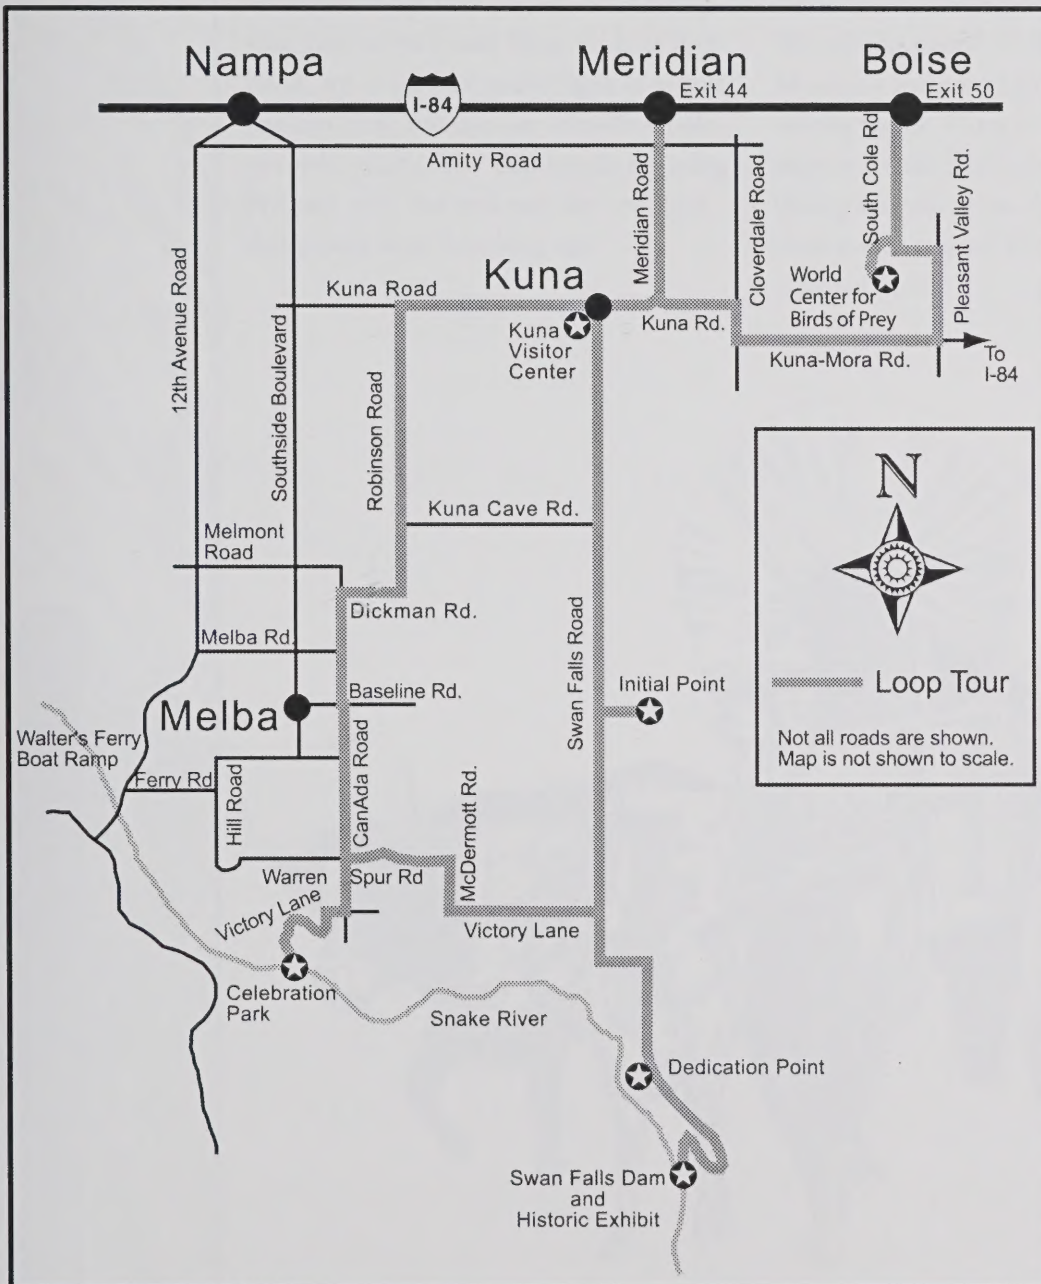 Nampa
Meridian
Boise
Exit 44
Exit 50
I-84
Amity Road
12th Avenue Road
Southside Boulevard
Meridian Road
Cloverdale Road
South Cole Rd
Pleasant Valley Rd.
World
Center for
Birds of Prey
Kuna
Kuna Road
Kuna Rd.
Kuna
Visitor
Center
Kuna-Mora Rd.
To
I-84
Robinson Road
Kuna Cave Rd.
Melmont
Road
Dickman Rd.
Melba Rd.
Baseline Rd.
Melba
Swan Falls Road
Initial Point
N
Loop Tour
Not all roads are shown.
Map is not shown to scale.
Walter's Ferry
Boat Ramp
Ferry Rd
Hill Road
CanAda Road
McDermott Rd.
Warren Spur Rd
Victory Lane
Victory Lane
Celebration
Park
Snake River
Dedication Point
Swan Falls Dam
and
Historic Exhibit